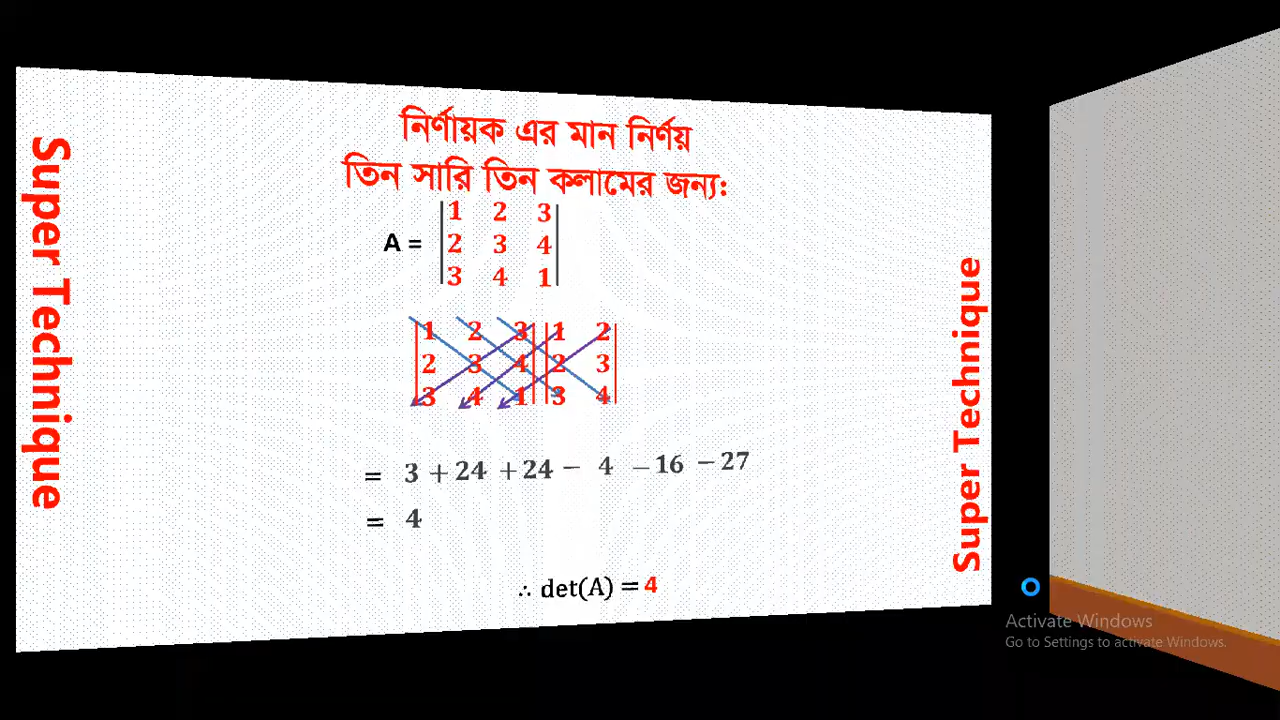 Super Technique
নির্ণায়ক এর মান নির্ণয়
তিন সারি তিন কলামের জন্য:
A = | 1 2 3 |
| 2 3 4 |
| 3 4 1 |
| 1 2 3 | | 1 2 |
| 2 3 4 | | 2 3 |
| 3 4 1 | | 3 4 |
= 3 + 24 + 24 − 4 − 16 − 27
= 4
∴ det(A) = 4
Super Technique
Activate Windows
Go to Settings to activate Windows.